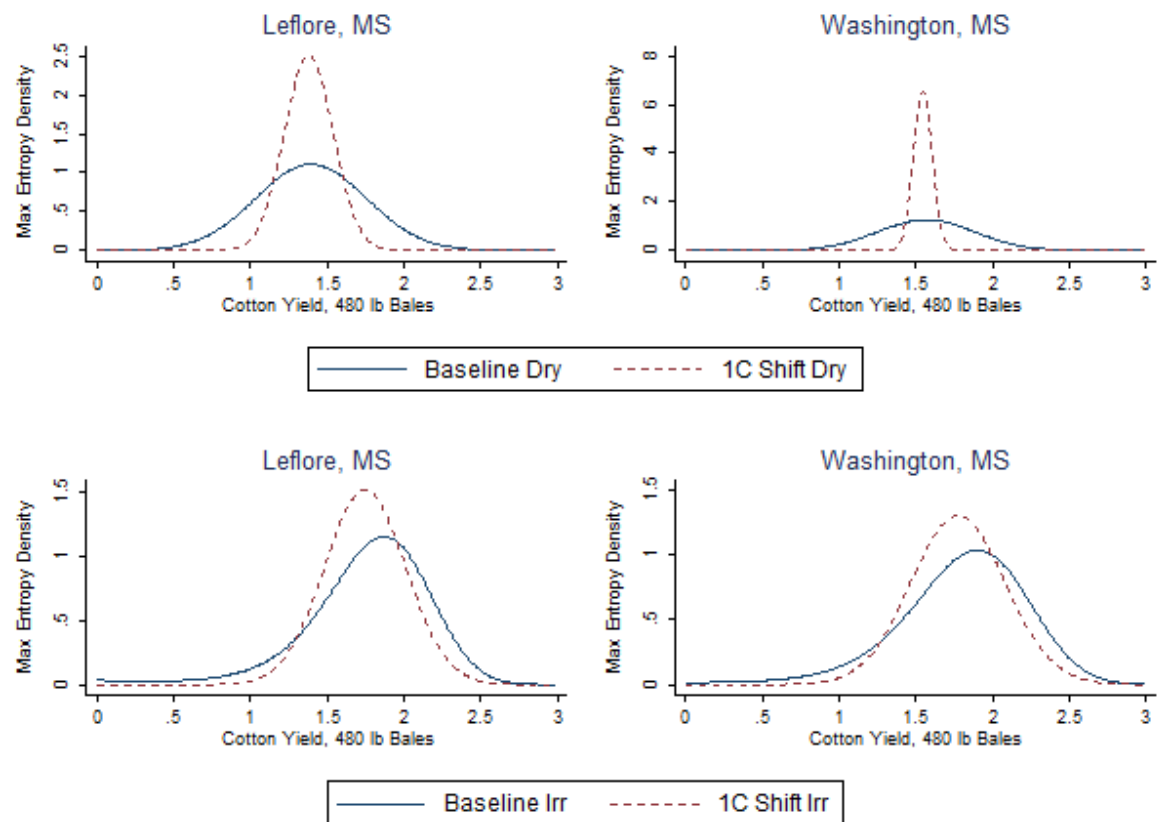 Leflore, MS
Washington, MS
Max Entropy Density
0 .5 1 1.5 2 2.5
0 .5 1 1.5 2 2.5 3
Cotton Yield, 480 lb Bales
Max Entropy Density
0 2 4 6 8
0 .5 1 1.5 2 2.5 3
Cotton Yield, 480 lb Bales
Baseline Dry 1C Shift Dry
Leflore, MS
Washington, MS
Max Entropy Density
0 .5 1 1.5
0 .5 1 1.5 2 2.5 3
Cotton Yield, 480 lb Bales
Max Entropy Density
0 .5 1 1.5
0 .5 1 1.5 2 2.5 3
Cotton Yield, 480 lb Bales
Baseline Irr 1C Shift Irr